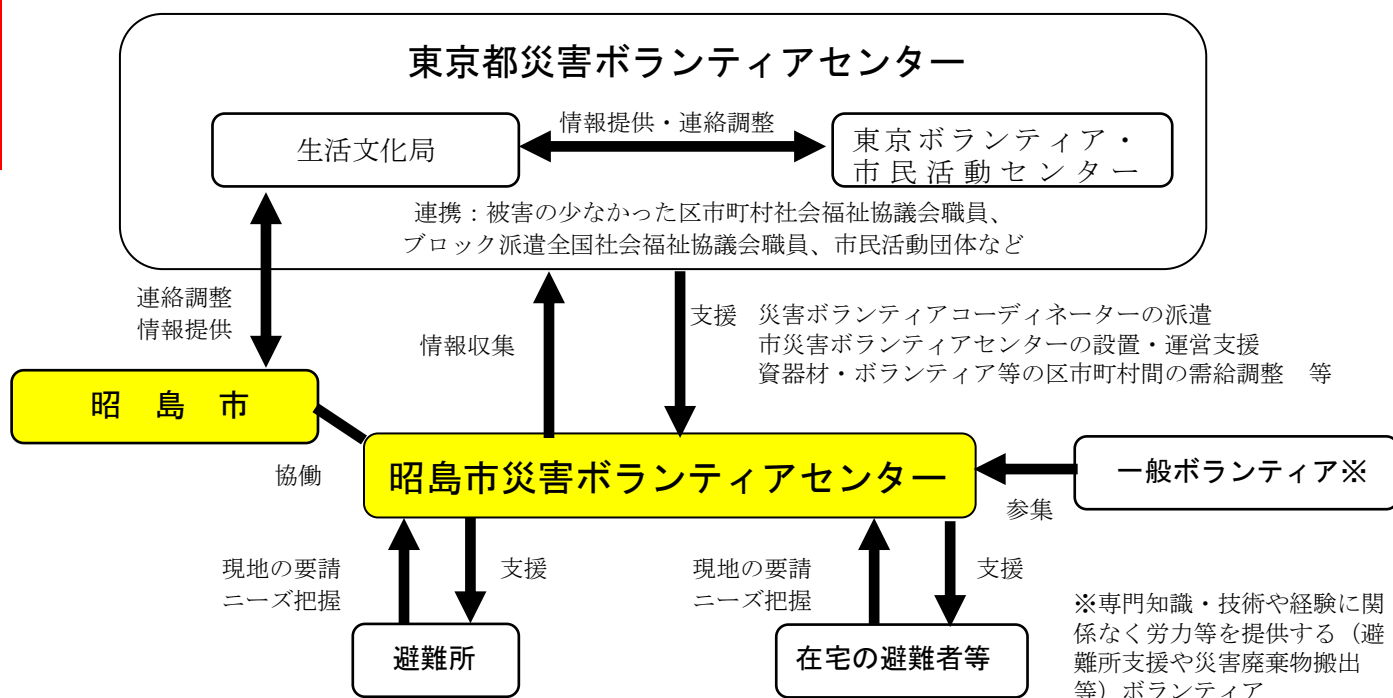 東京都災害ボランティアセンター
生活文化局
情報提供・連絡調整
東京ボランティア・
市民活動センター
連携：被害の少なかった区市町村社会福祉協議会職員、
ブロック派遣全国社会福祉協議会職員、市民活動団体など
連絡調整
情報提供
情報収集
支援　災害ボランティアコーディネーターの派遣
市災害ボランティアセンターの設置・運営支援
資器材・ボランティア等の区市町村間の需給調整　等
昭　島　市
協働
昭島市災害ボランティアセンター
一般ボランティア※
参集
現地の要請
ニーズ把握
支援
現地の要請
ニーズ把握
支援
避難所
在宅の避難者等
※専門知識・技術や経験に関
係なく労力等を提供する（避
難所支援や災害廃棄物搬出
等）ボランティア